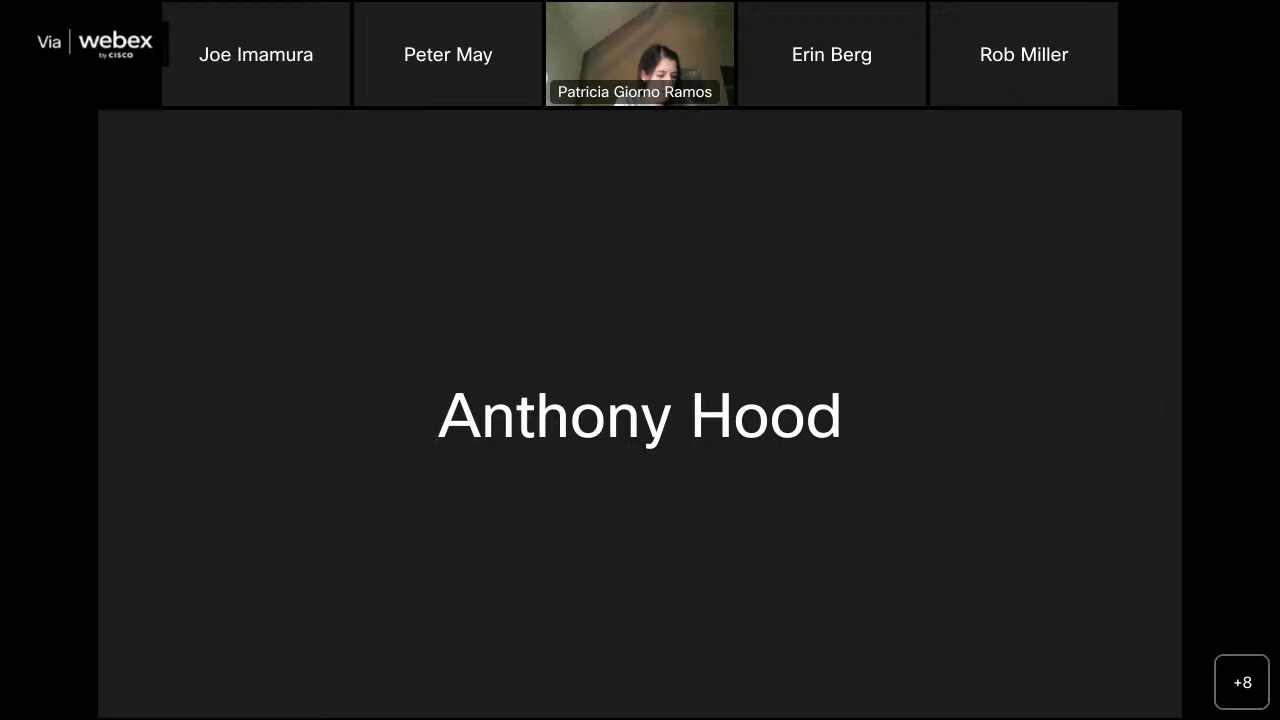 Via | webex
by CISCO
Joe Imamura
Peter May
Patricia Giorno Ramos
Erin Berg
Rob Miller
Anthony Hood
+8